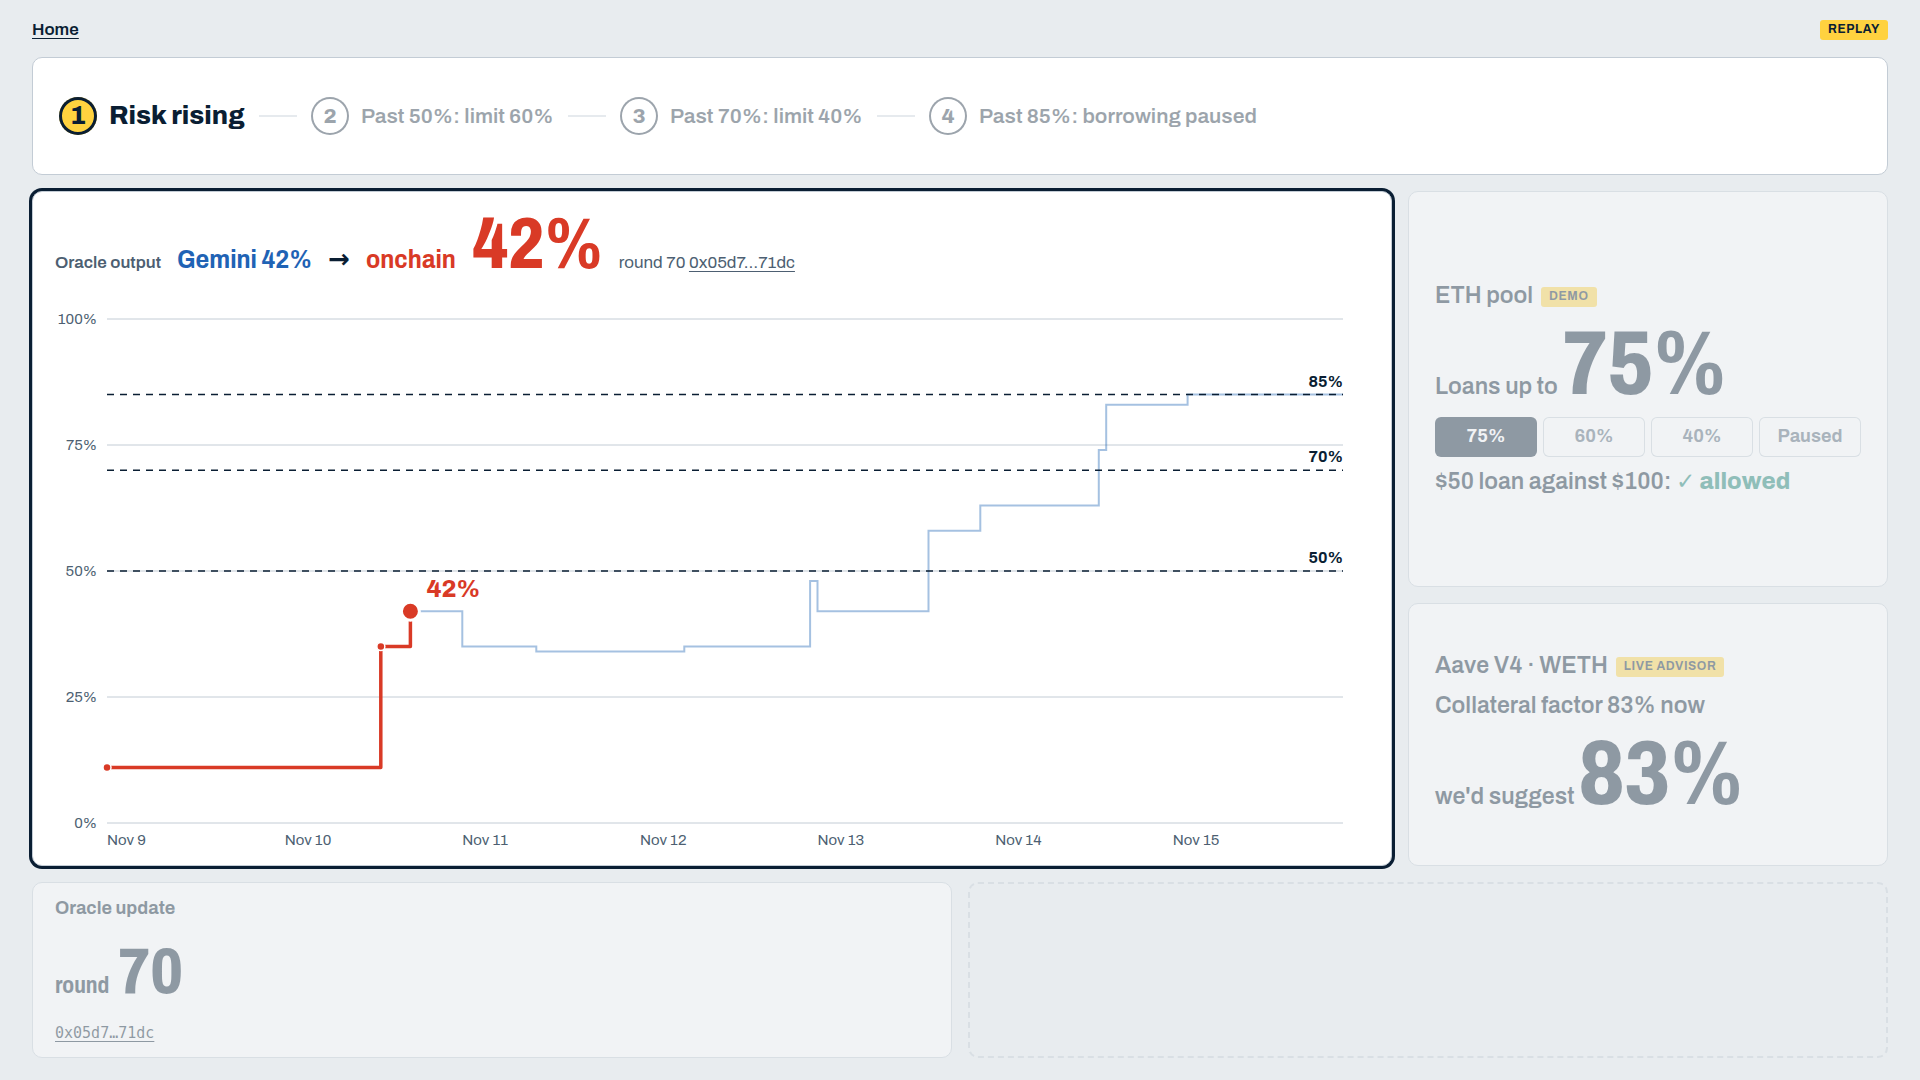 Home
REPLAY
1 Risk rising
2 Past 50%: limit 60%
3 Past 70%: limit 40%
4 Past 85%: borrowing paused
Oracle output Gemini 42% → onchain 42% round 70 0x05d7…71dc
100%
85%
75%
70%
50%
50%
42%
25%
0%
Nov 9 Nov 10 Nov 11 Nov 12 Nov 13 Nov 14 Nov 15
ETH pool DEMO
Loans up to 75%
75% 60% 40% Paused
$50 loan against $100: ✓ allowed
Aave V4 · WETH LIVE ADVISOR
Collateral factor 83% now
we'd suggest 83%
Oracle update
round 70
0x05d7…71dc